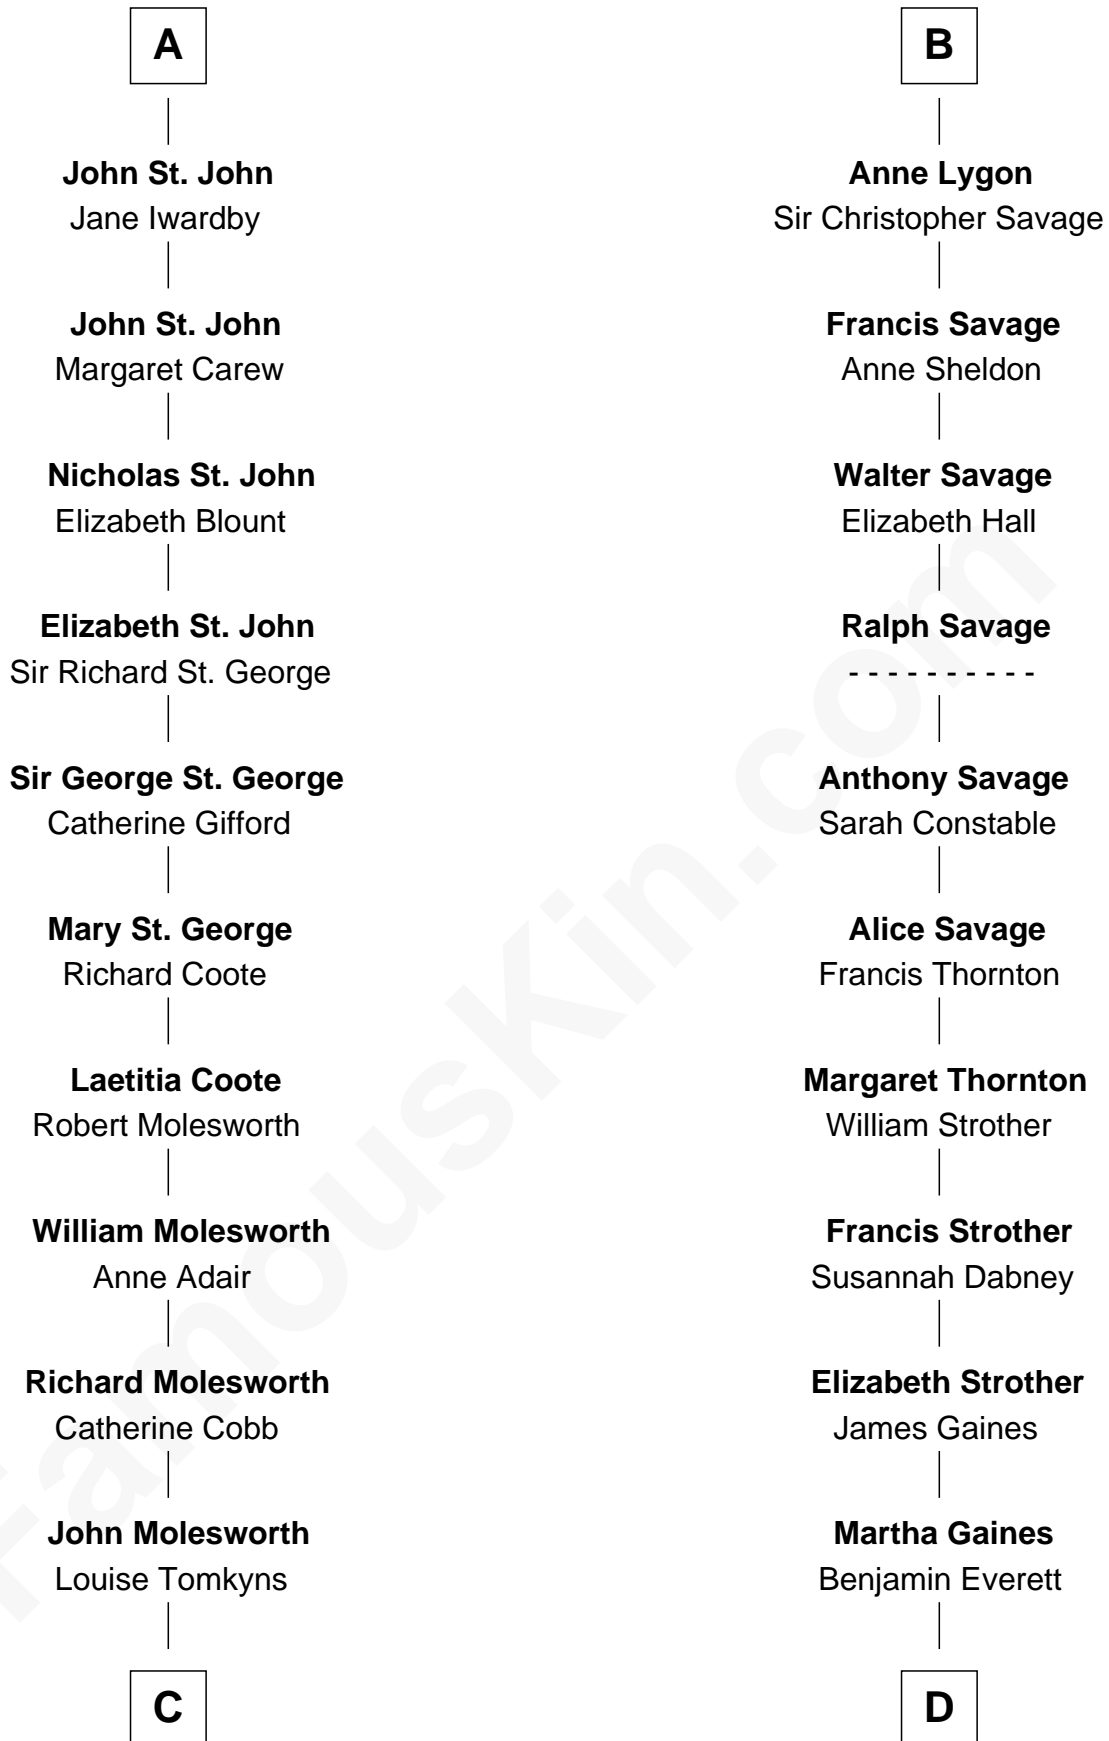 A
John St. John
Jane Iwardby
John St. John
Margaret Carew
Nicholas St. John
Elizabeth Blount
Elizabeth St. John
Sir Richard St. George
Sir George St. George
Catherine Gifford
Mary St. George
Richard Coote
Laetitia Coote
Robert Molesworth
William Molesworth
Anne Adair
Richard Molesworth
Catherine Cobb
John Molesworth
Louise Tomkyns
C
B
Anne Lygon
Sir Christopher Savage
Francis Savage
Anne Sheldon
Walter Savage
Elizabeth Hall
Ralph Savage
- - - - - - - - - -
Anthony Savage
Sarah Constable
Alice Savage
Francis Thornton
Margaret Thornton
William Strother
Francis Strother
Susannah Dabney
Elizabeth Strother
James Gaines
Martha Gaines
Benjamin Everett
D
FamousKin.com